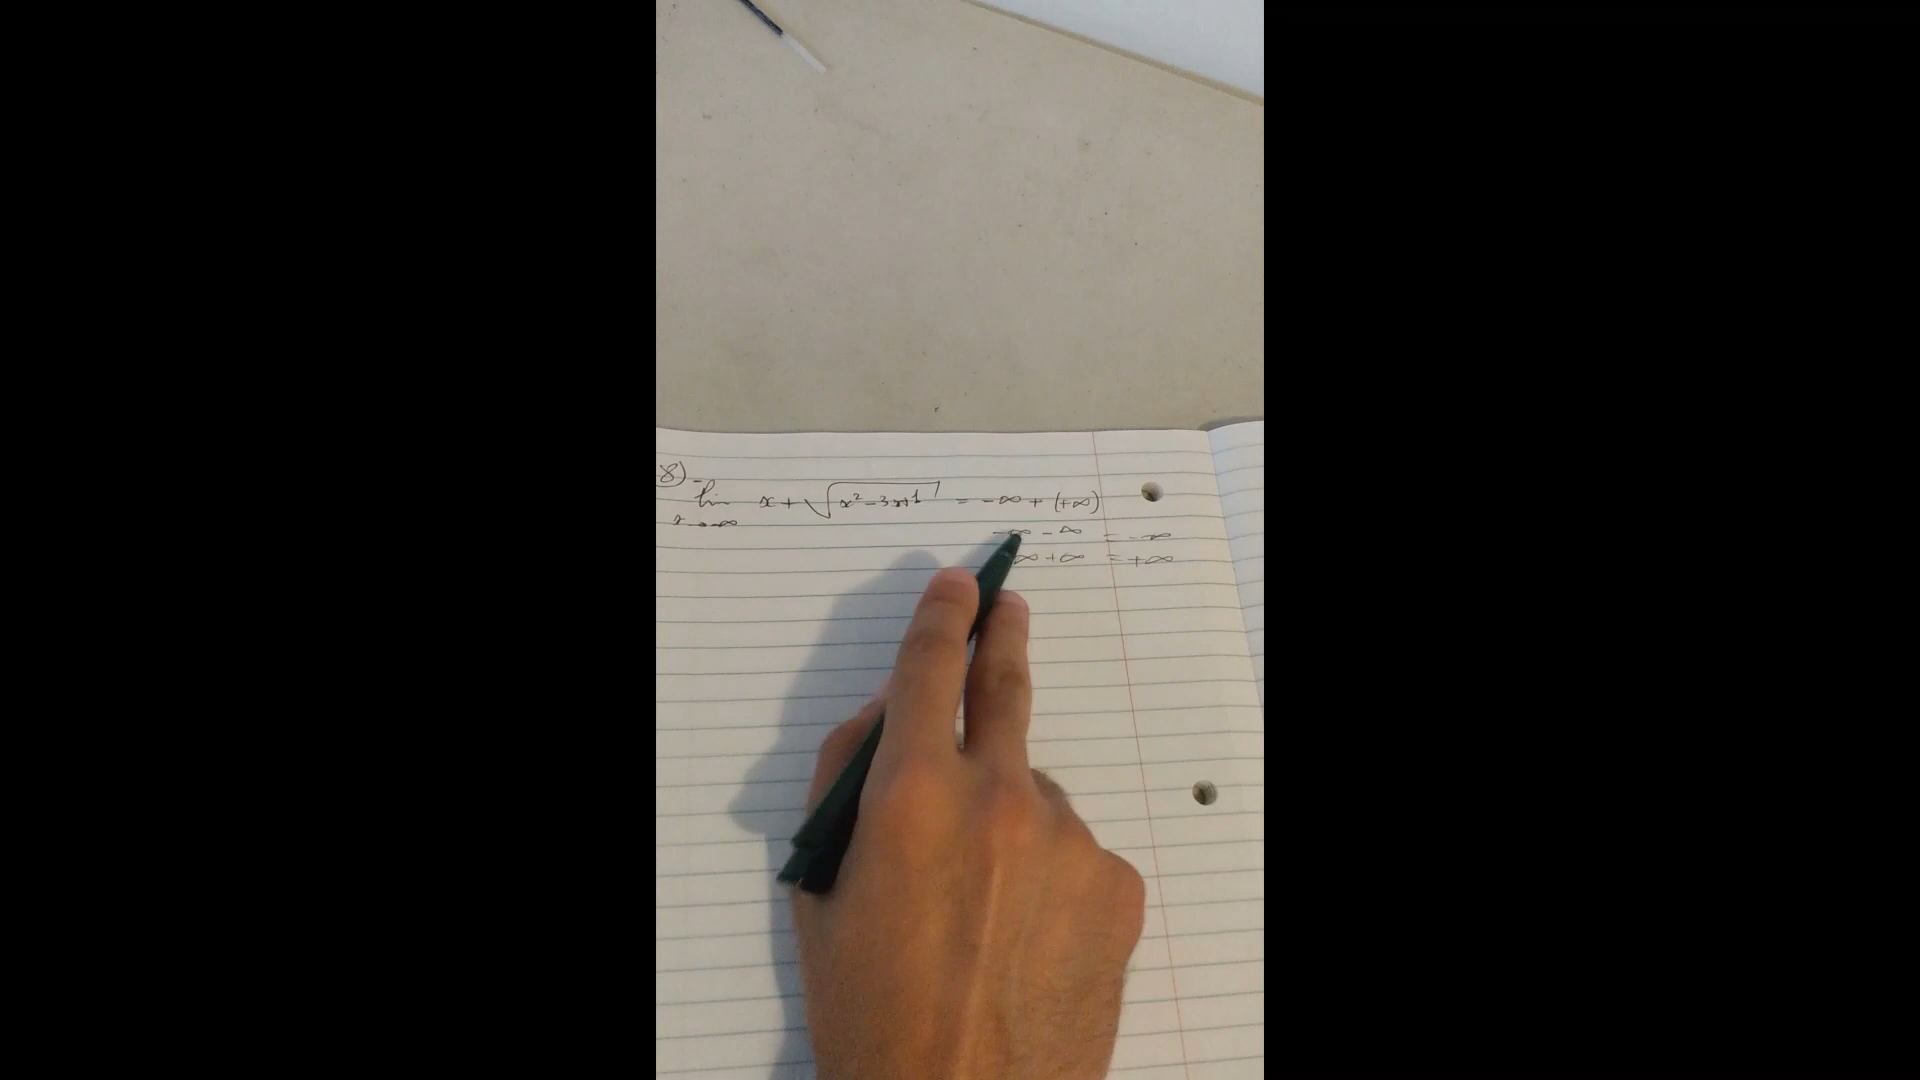 8)-
lim x + √(x² - 3x + 1) = -∞ + (+∞)
x → -∞
-∞ - ∞ = -∞
∞ + ∞ = +∞